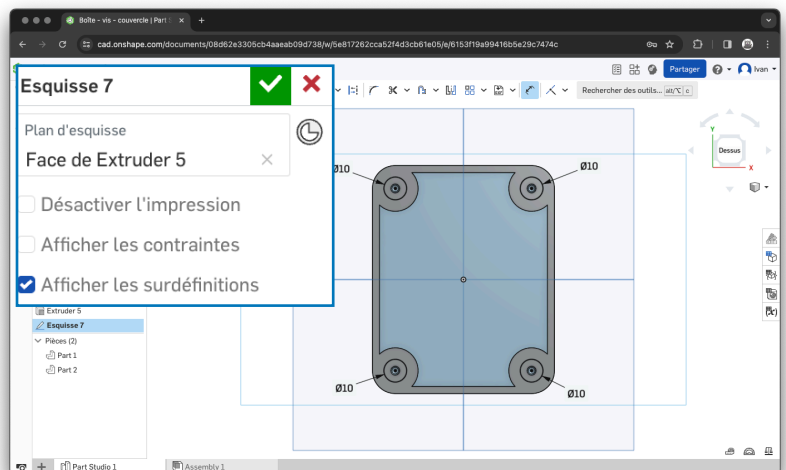 Boîte - vis - couvercle | Part S
cad.onshape.com/documents/08d62e3305cb4aaeab09d738/w/5e817262cca52f4d3cb61e05/e/6153f19a99416b5e29c7474c
Partager
Ivan
Rechercher des outils... alt/⌥ c
Esquisse 7
Plan d'esquisse
Face de Extruder 5
Désactiver l'impression
Afficher les contraintes
Afficher les surdéfinitions
Extruder 5
Esquisse 7
Pièces (2)
Part 1
Part 2
Ø10
Ø10
Ø10
Ø10
Y
Dessus
X
(x)
Part Studio 1
Assembly 1